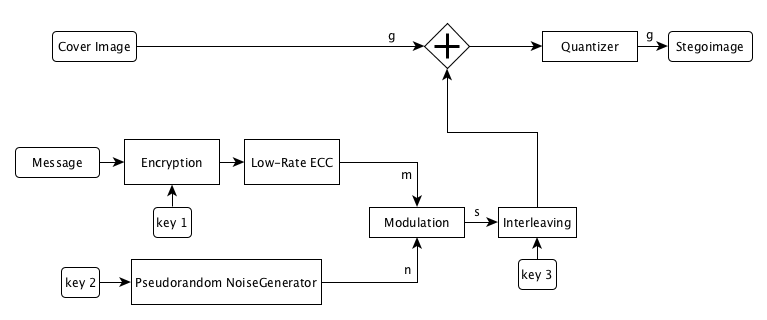 Cover Image
g
Quantizer
g
Stegoimage
Message
Encryption
Low-Rate ECC
m
key 1
Modulation
s
Interleaving
n
key 2
Pseudorandom NoiseGenerator
key 3